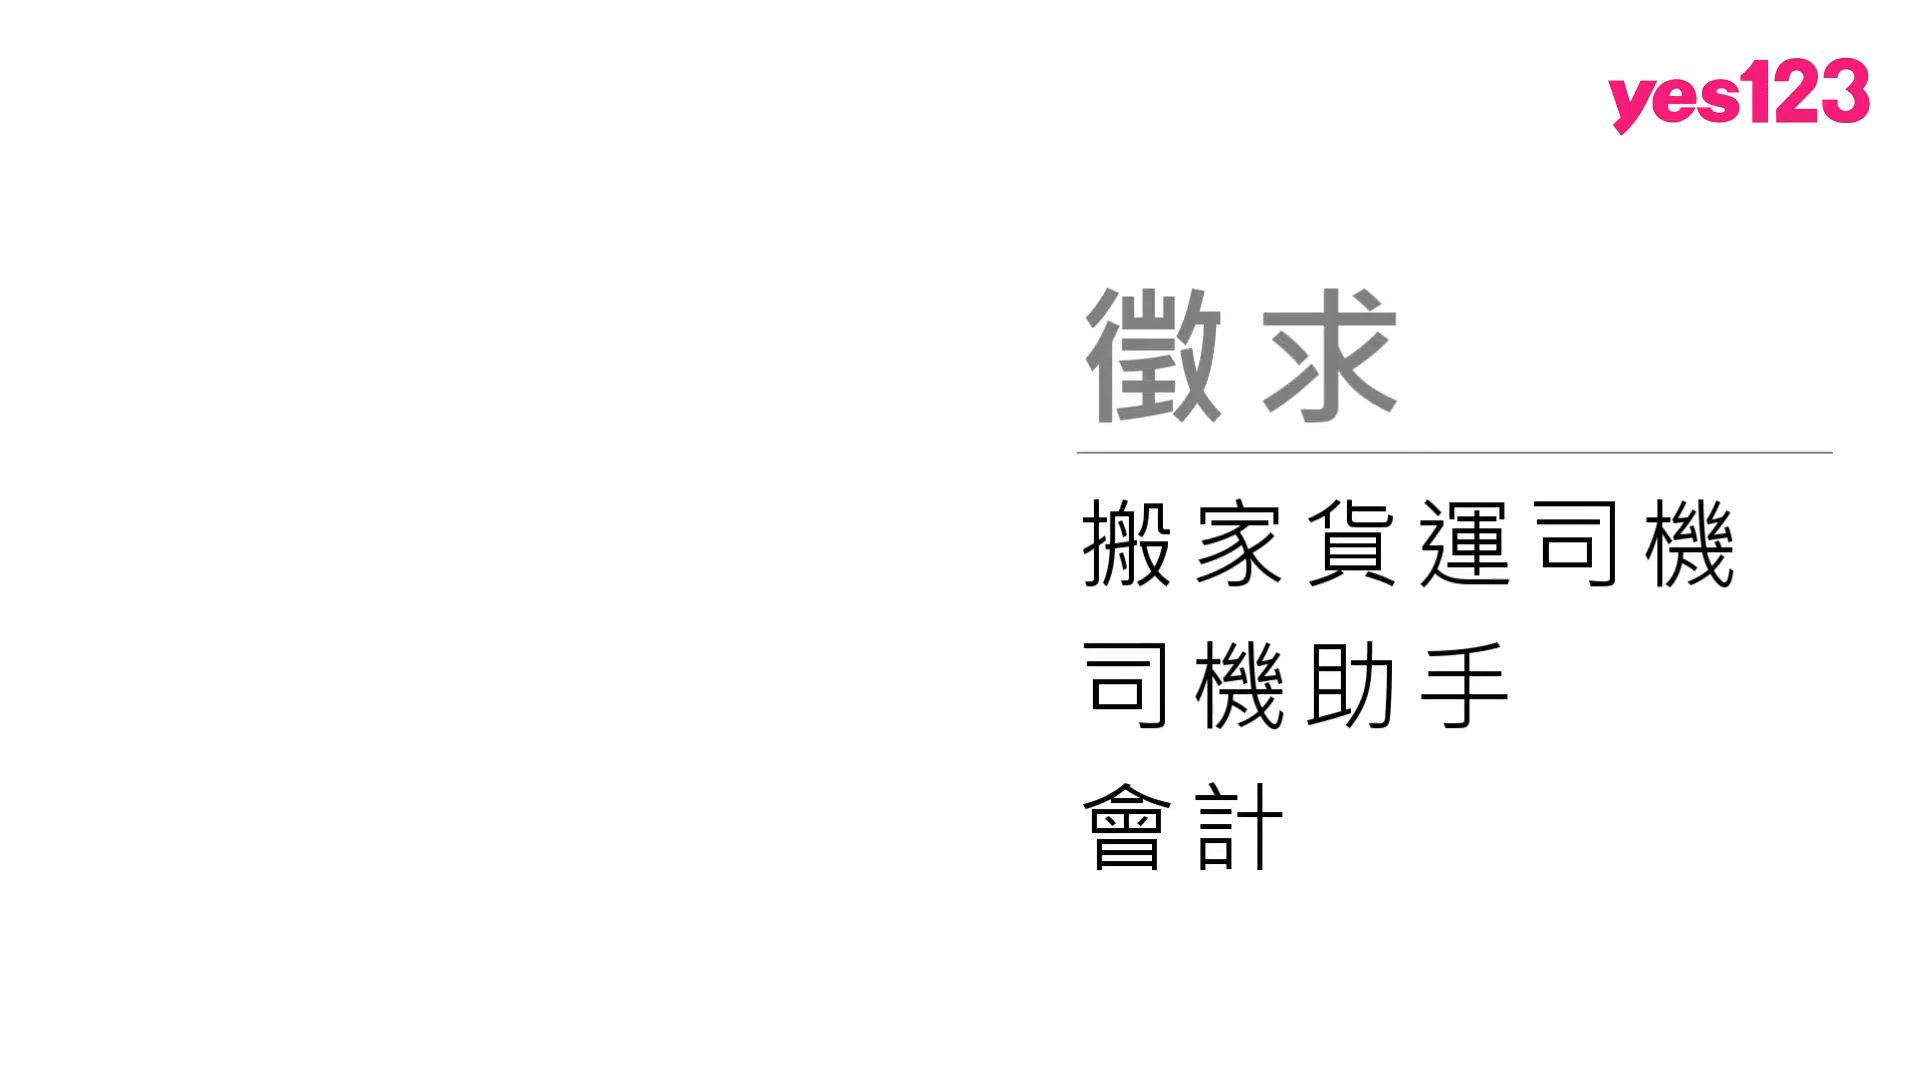 yes123
徵求
搬家貨運司機
司機助手
會計